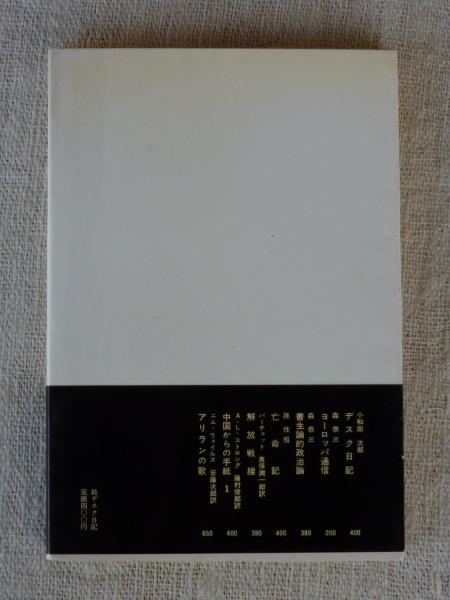 小和田 次郎
デスク日記
400
森 恭三
ヨーロッパ通信
200
森 恭三
書生論的政治論
380
孫 性祖
亡命記
400
バーチェット 真保潤一郎訳
解放戦線
380
A・L・ストロング 藤村俊郎訳
中国からの手紙 1
400
ニム・ウェイルズ 安藤次郎訳
アリランの歌
650
続デスク日記
定価四〇〇円